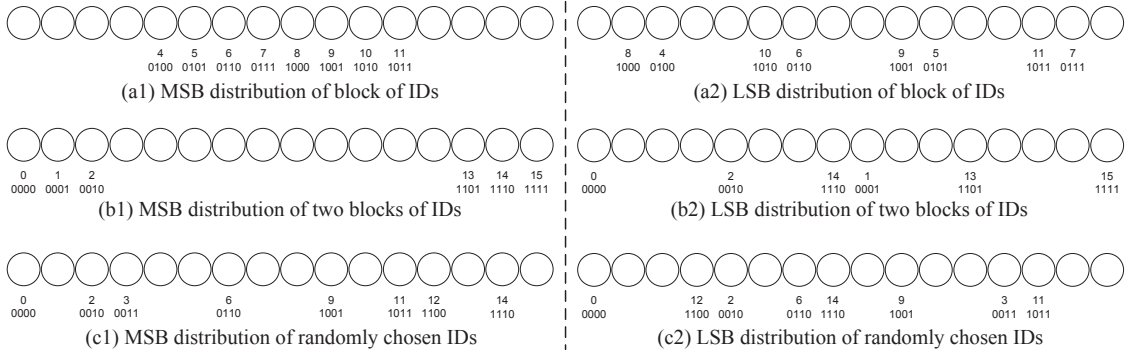 4 5 6 7 8 9 10 11
0100 0101 0110 0111 1000 1001 1010 1011
(a1) MSB distribution of block of IDs
8 4 10 6 9 5 11 7
1000 0100 1010 0110 1001 0101 1011 0111
(a2) LSB distribution of block of IDs
0 1 2 13 14 15
0000 0001 0010 1101 1110 1111
(b1) MSB distribution of two blocks of IDs
0 2 14 1 13 15
0000 0010 1110 0001 1101 1111
(b2) LSB distribution of two blocks of IDs
0 2 3 6 9 11 12 14
0000 0010 0011 0110 1001 1011 1100 1110
(c1) MSB distribution of randomly chosen IDs
0 12 2 6 14 9 3 11
0000 1100 0010 0110 1110 1001 0011 1011
(c2) LSB distribution of randomly chosen IDs